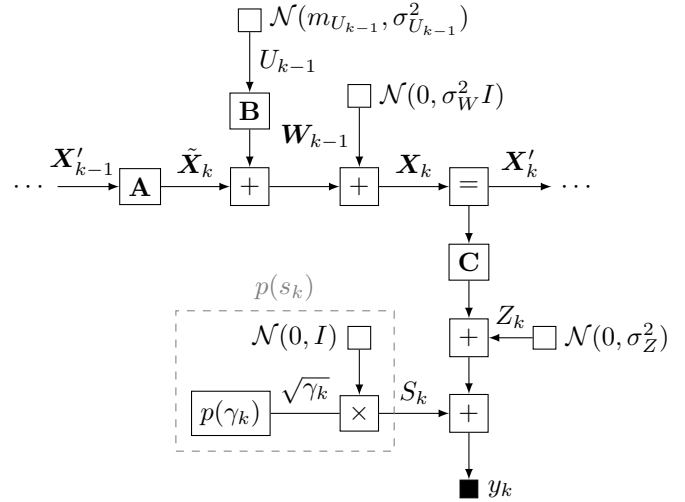 𝒩(m_{U_{k−1}}, σ²_{U_{k−1}})
U_{k−1}
B
𝒩(0, σ²_W I)
W_{k−1}
X′_{k−1}
X̃_k
X_k
X′_k
⋯ A + + = ⋯
C
p(s_k)
Z_k
𝒩(0, I)
+ 𝒩(0, σ²_Z)
√γ_k
S_k
p(γ_k) × +
y_k